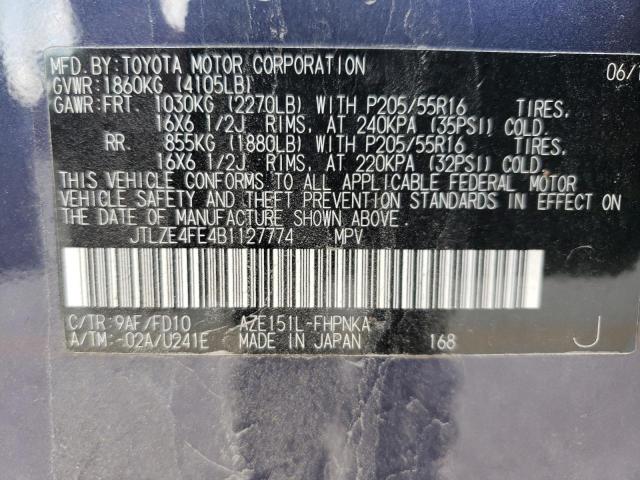 MFD.BY:TOYOTA MOTOR CORPORATION 06/1
GVWR:1860KG (4105LB)
GAWR:FRT. 1030KG (2270LB) WITH P205/55R16 TIRES,
16X6 1/2J RIMS, AT 240KPA (35PSI) COLD.
RR. 855KG (1880LB) WITH P205/55R16 TIRES,
16X6 1/2J RIMS, AT 220KPA (32PSI) COLD.
THIS VEHICLE CONFORMS TO ALL APPLICABLE FEDERAL MOTOR
VEHICLE SAFETY AND THEFT PREVENTION STANDARDS IN EFFECT ON
THE DATE OF MANUFACTURE SHOWN ABOVE.
JTLZE4FE4B1127774 MPV
C/TR:9AF/FD10 AZE151L-FHPNKA
A/TM:-02A/U241E MADE IN JAPAN 168 J